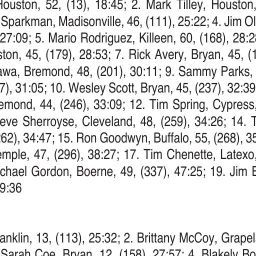 Houston, 52, (13), 18:45; 2. Mark Tilley, Houston,
Sparkman, Madisonville, 46, (111), 25:22; 4. Jim Ol
27:09; 5. Mario Rodriguez, Killeen, 60, (168), 28:28
ston, 45, (179), 28:53; 7. Rick Avery, Bryan, 45, (1
awa, Bremond, 48, (201), 30:11; 9. Sammy Parks,
7), 31:05; 10. Wesley Scott, Bryan, 45, (237), 32:39
emond, 44, (246), 33:09; 12. Tim Spring, Cypress,
eve Sherroyse, Cleveland, 48, (259), 34:26; 14. T
262), 34:47; 15. Ron Goodwyn, Buffalo, 55, (268), 35
emple, 47, (296), 38:27; 17. Tim Chenette, Latexo,
chael Gordon, Boerne, 49, (337), 47:25; 19. Jim B
9:36
anklin, 13, (113), 25:32; 2. Brittany McCoy, Grapel
Sarah Coe, Bryan, 12, (158), 27:57; 4. Blakely Bo